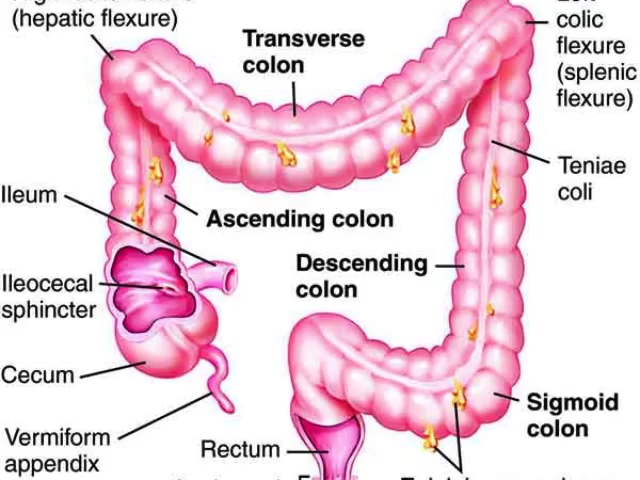 (hepatic flexure)
Transverse
colon
colic
flexure
(splenic
flexure)
Teniae
coli
Ileum
Ascending colon
Descending
colon
Ileocecal
sphincter
Cecum
Sigmoid
colon
Vermiform
appendix
Rectum